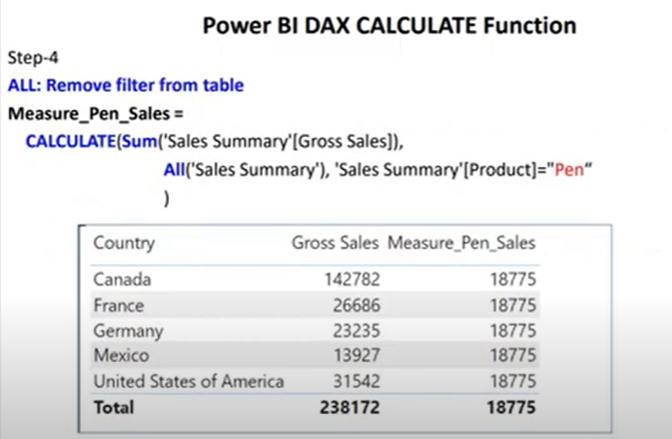 Power BI DAX CALCULATE Function
Step-4
ALL: Remove filter from table
Measure_Pen_Sales =
CALCULATE(Sum('Sales Summary'[Gross Sales]),
All('Sales Summary'), 'Sales Summary'[Product]="Pen“
)
Country Gross Sales Measure_Pen_Sales
Canada 142782 18775
France 26686 18775
Germany 23235 18775
Mexico 13927 18775
United States of America 31542 18775
Total 238172 18775